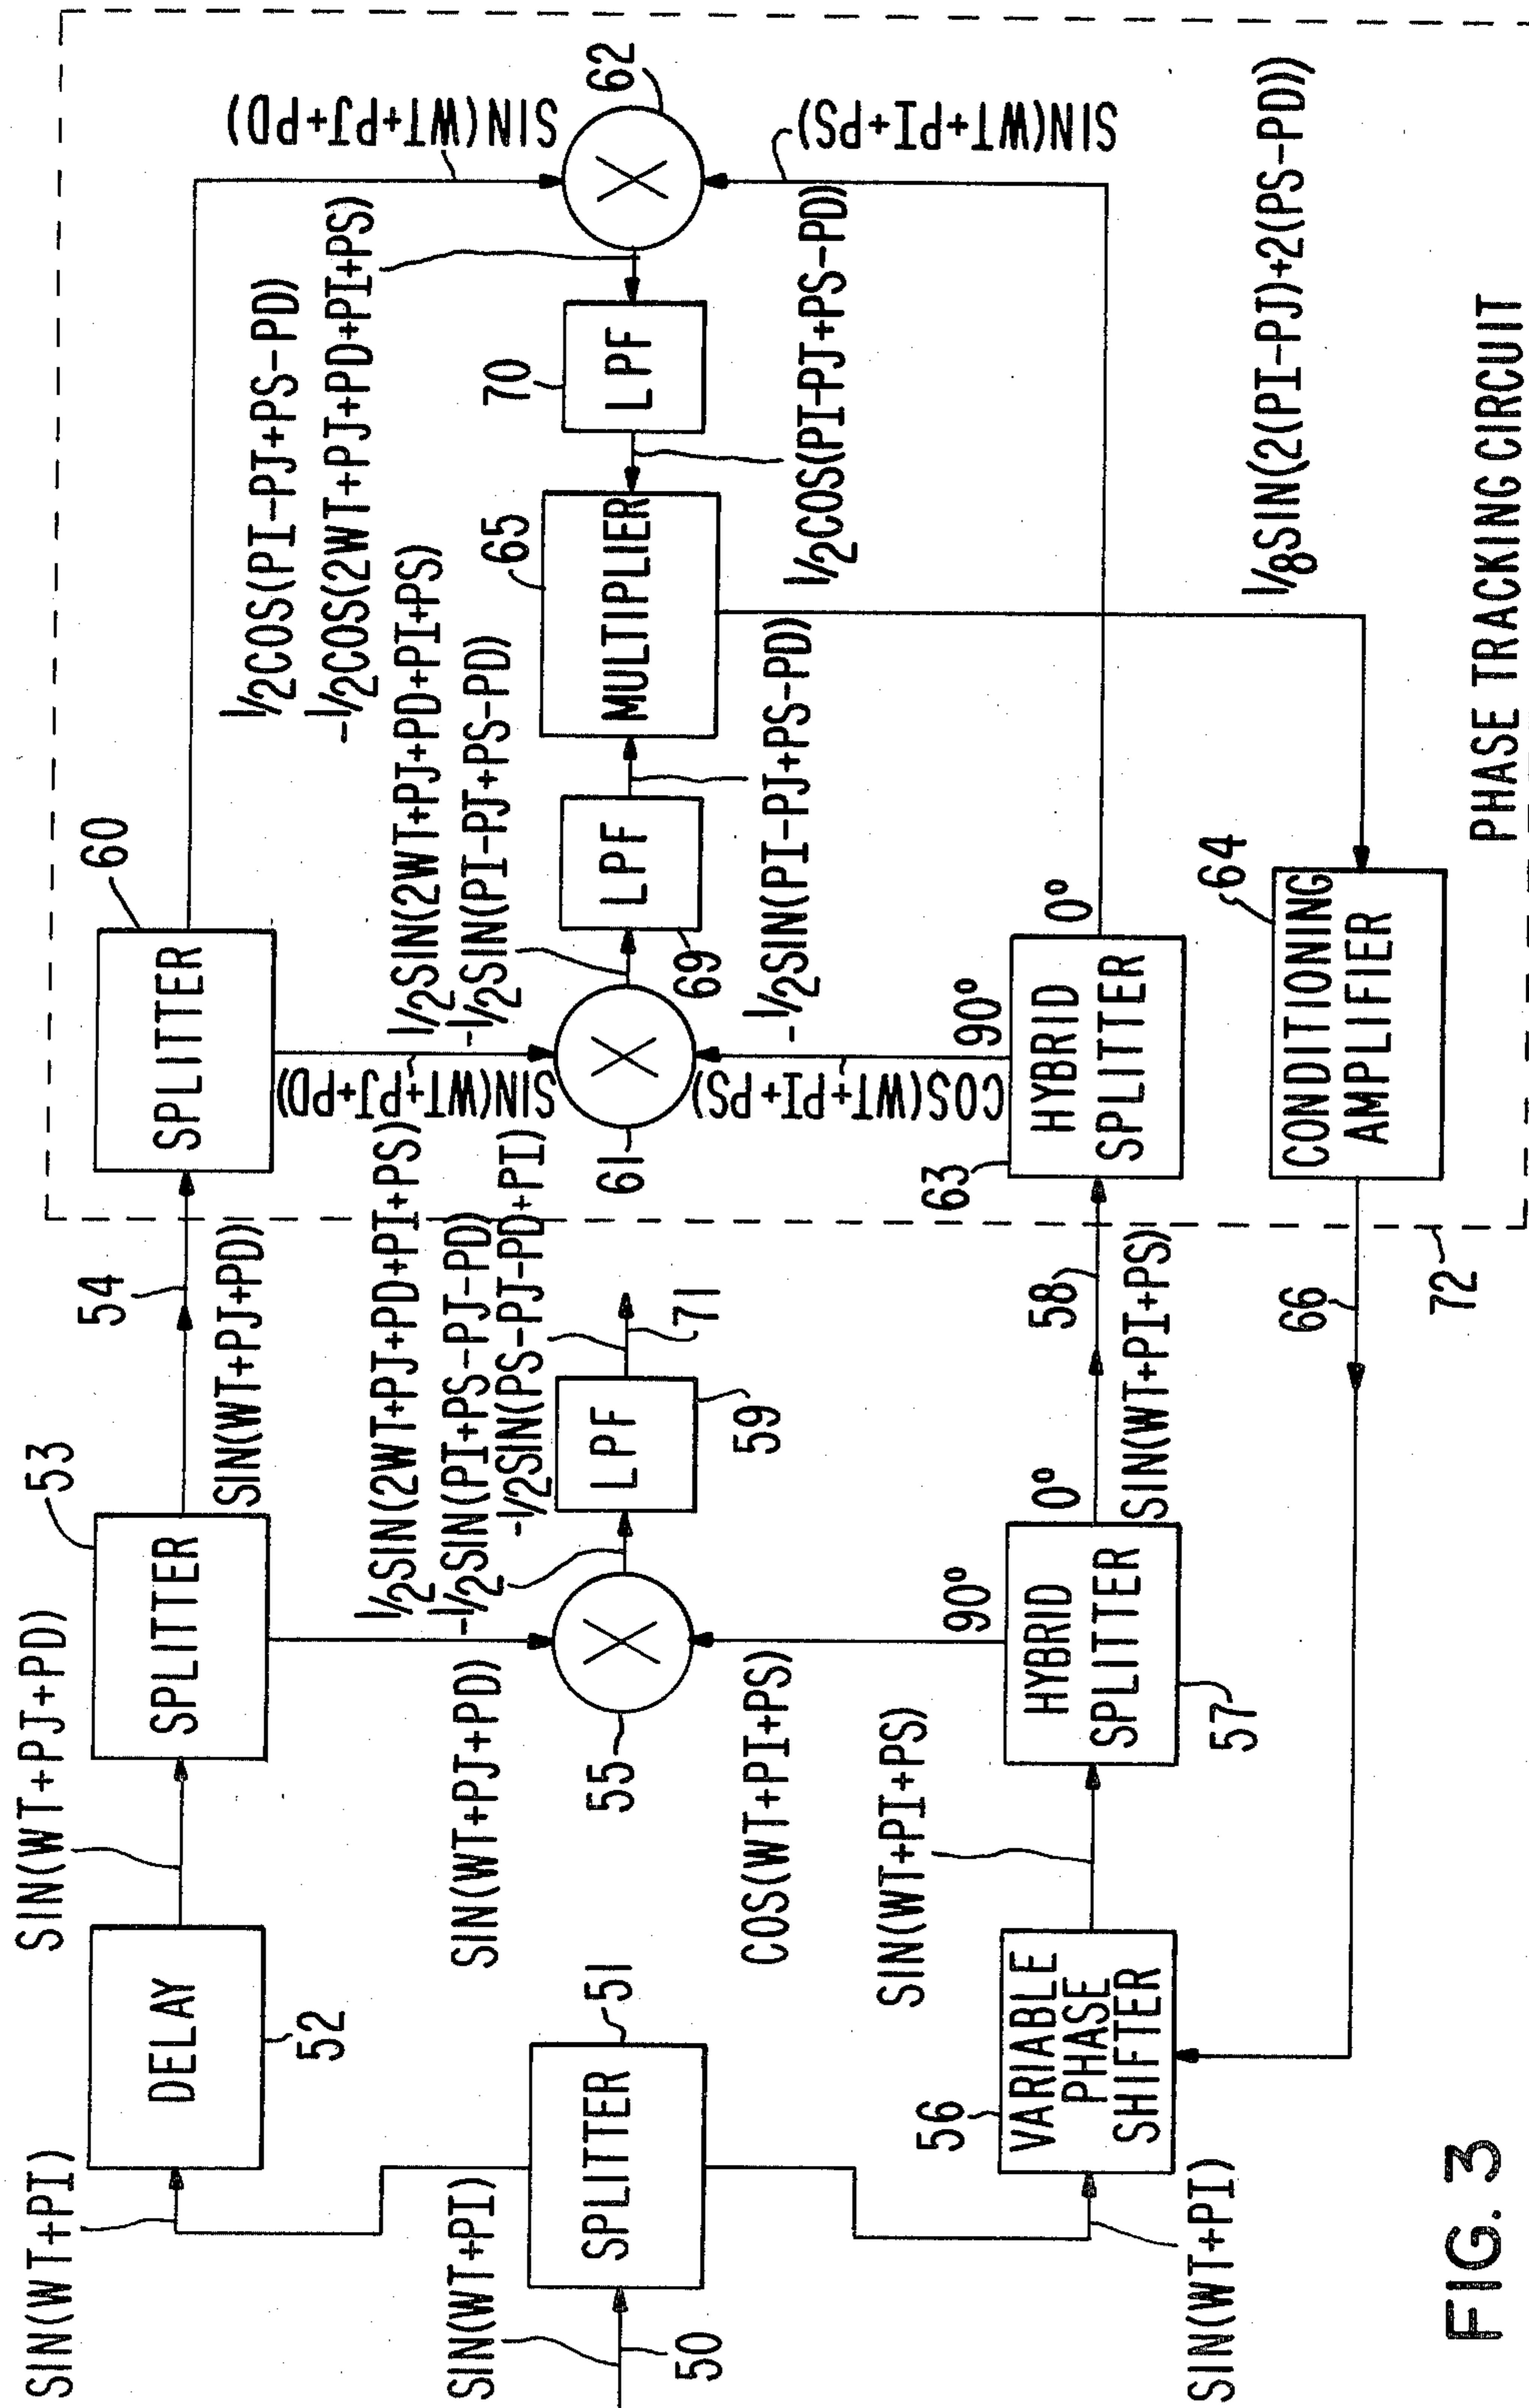 SIN(WT+PI)
DELAY
52
SIN(WT+PJ+PD)
53
SPLITTER
SIN(WT+PJ+PD)
54
60
SPLITTER
SIN(WT+PI)
50
SPLITTER
51
SIN(WT+PJ+PD)
55
COS(WT+PI+PS)
½SIN(2WT+PJ+PD+PI+PS)
-½SIN(PI+PS-PJ-PD)
-½SIN(PS-PJ-PD+PI)
LPF
59
71
SIN(WT+PJ+PD)
61
COS(WT+PI+PS)
½SIN(2WT+PJ+PD+PI+PS)
-½SIN(PI-PJ+PS-PD)
LPF
69
-½SIN(PI-PJ+PS-PD)
MULTIPLIER
65
½COS(PI-PJ+PS-PD)
-½COS(2WT+PJ+PD+PI+PS)
70
LPF
½COS(PI-PJ+PS-PD)
SIN(WT+PJ+PD)
62
SIN(WT+PI+PS)
SIN(WT+PI)
56
VARIABLE
PHASE
SHIFTER
SIN(WT+PI+PS)
90°
0°
HYBRID
SPLITTER
57
SIN(WT+PI+PS)
58
63
90°
0°
HYBRID
SPLITTER
66
72
64
CONDITIONING
AMPLIFIER
⅛SIN(2(PI-PJ)+2(PS-PD))
PHASE TRACKING CIRCUIT
FIG. 3